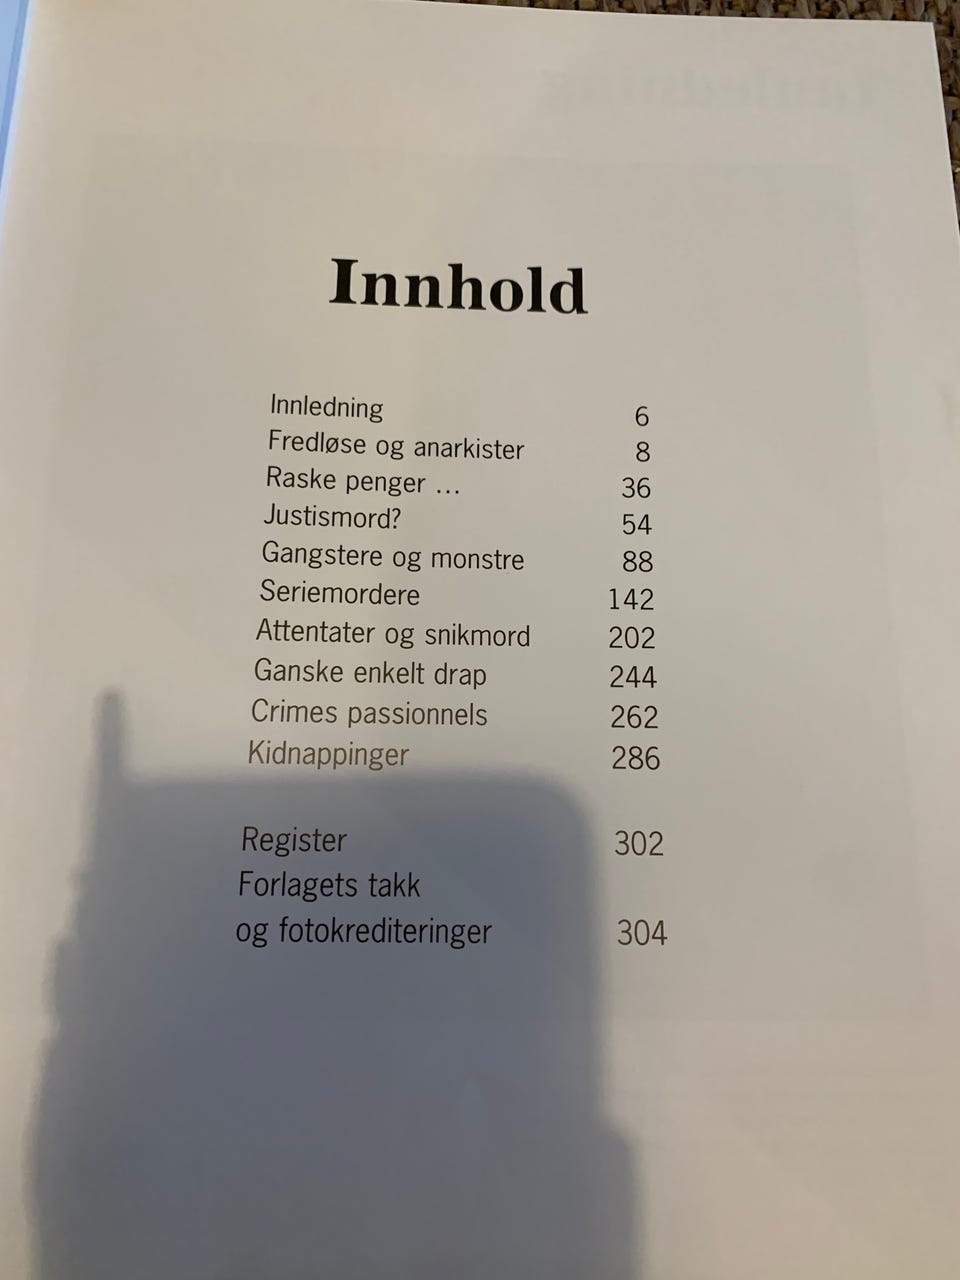 Innhold
Innledning 6
Fredløse og anarkister 8
Raske penger ... 36
Justismord? 54
Gangstere og monstre 88
Seriemordere 142
Attentater og snikmord 202
Ganske enkelt drap 244
Crimes passionnels 262
Kidnappinger 286
Register 302
Forlagets takk
og fotokrediteringer 304